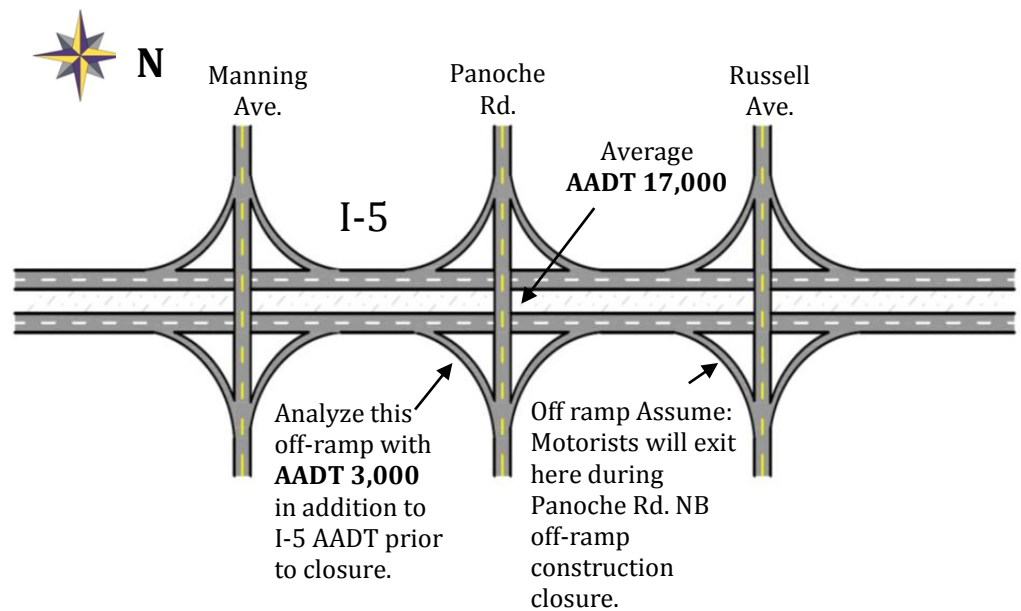 N
Manning
Ave.
Panoche
Rd.
Russell
Ave.
Average
AADT 17,000
I-5
Analyze this
off-ramp with
AADT 3,000
in addition to
I-5 AADT prior
to closure.
Off ramp Assume:
Motorists will exit
here during
Panoche Rd. NB
off-ramp
construction
closure.